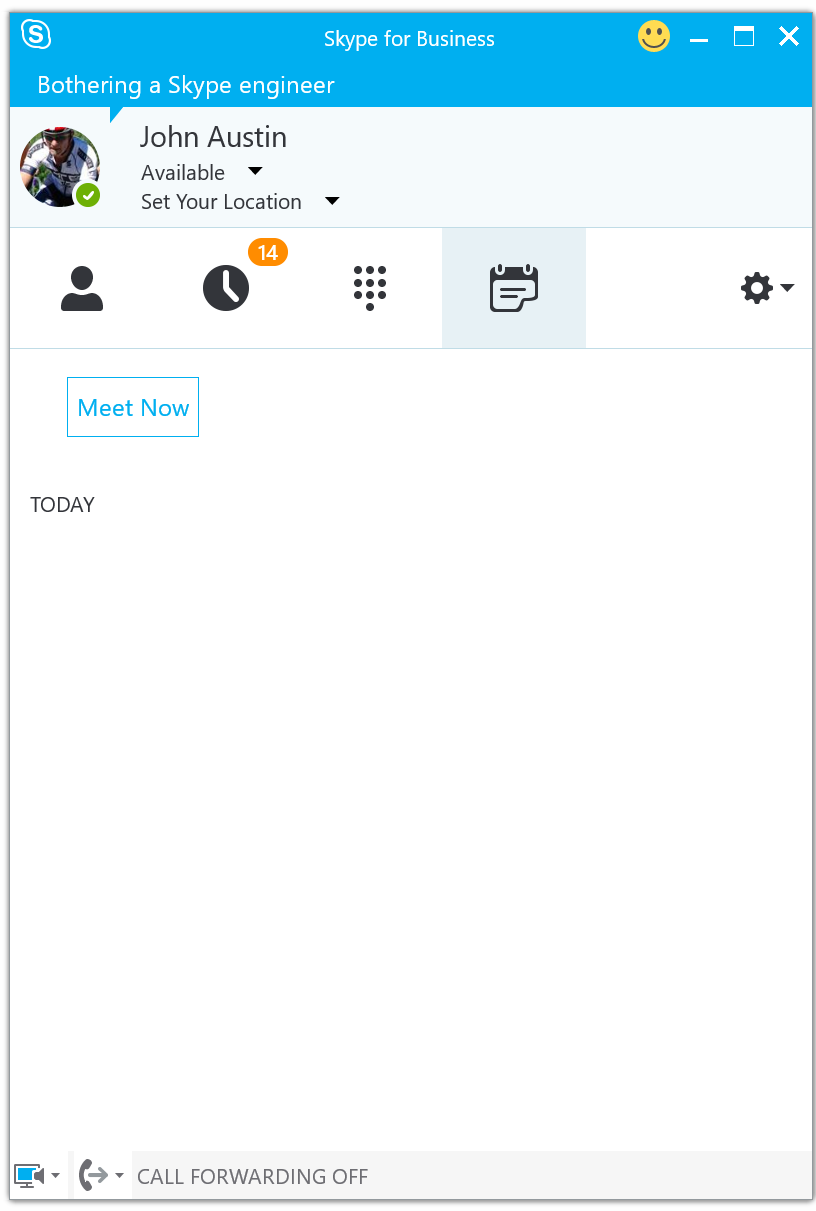 Skype for Business
Bothering a Skype engineer
John Austin
Available
Set Your Location
14
Meet Now
TODAY
CALL FORWARDING OFF